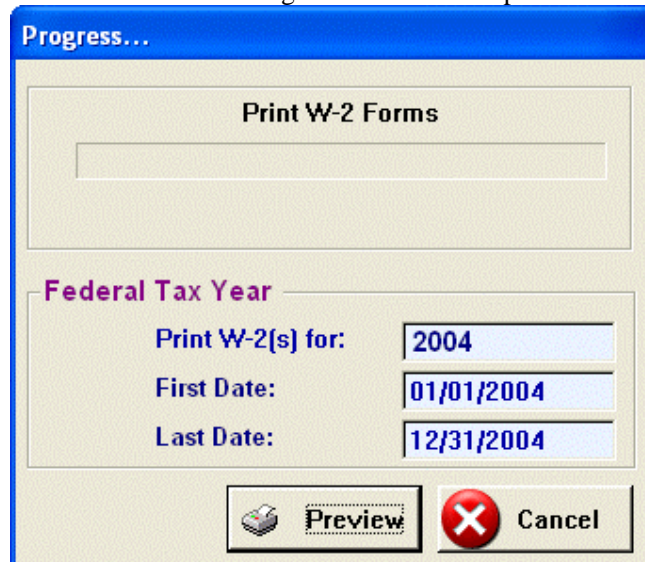 Progress...
Print W-2 Forms
Federal Tax Year
Print W-2(s) for: 2004
First Date: 01/01/2004
Last Date: 12/31/2004
Preview Cancel